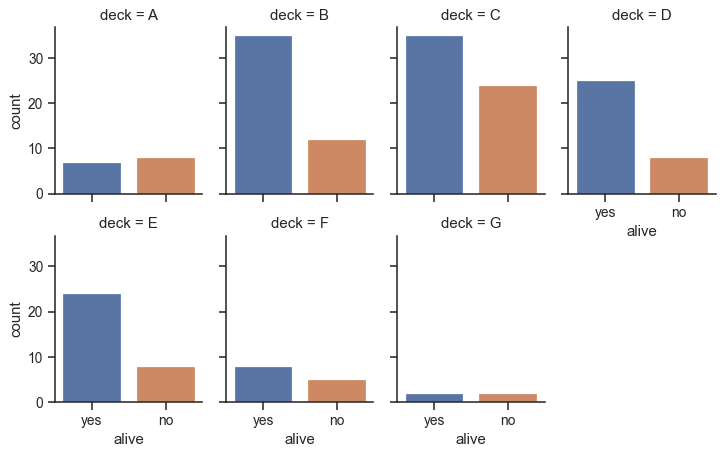 deck = A
deck = B
deck = C
deck = D
count
30
20
10
0
yes
no
alive
deck = E
deck = F
deck = G
count
30
20
10
0
yes
no
alive
yes
no
alive
yes
no
alive